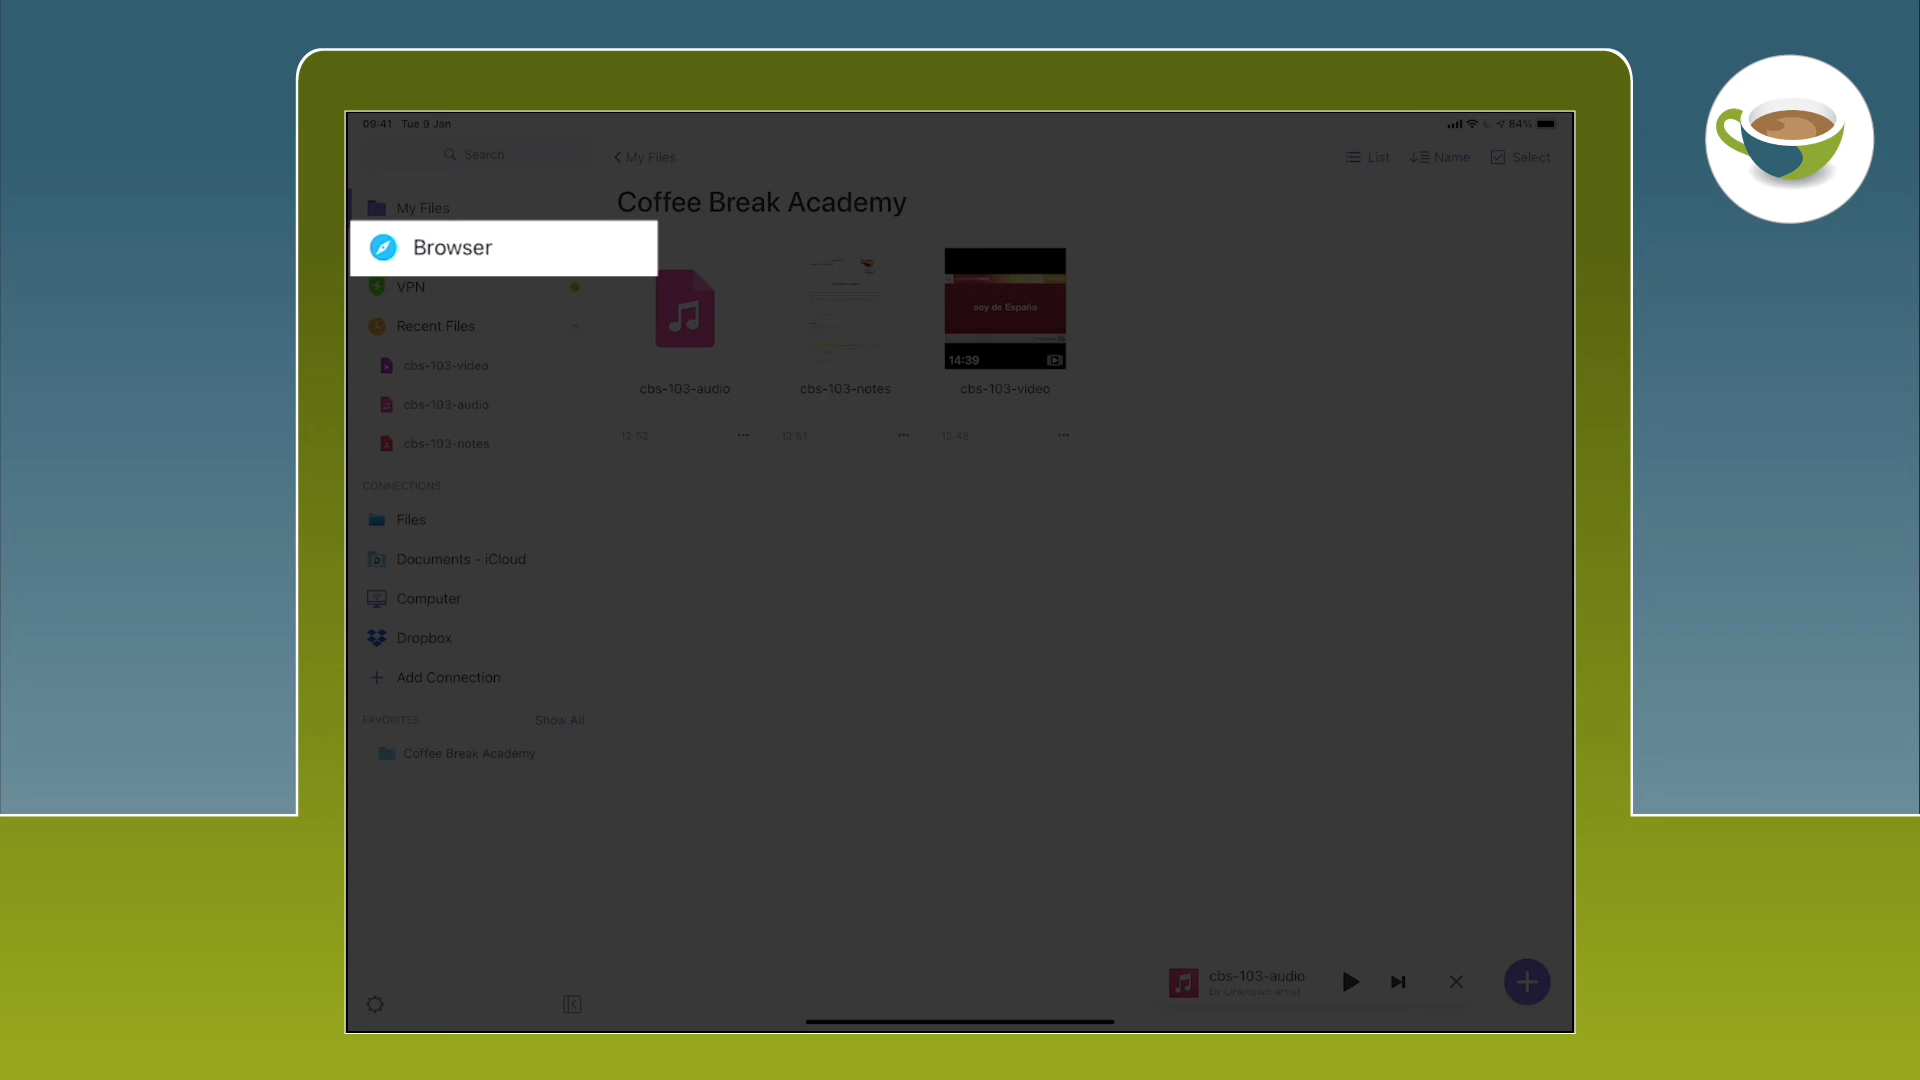 09:41 Tue 9 Jan
84%
Search
My Files
Browser
VPN
Recent Files
cbs-103-video
cbs-103-audio
cbs-103-notes
CONNECTIONS
Files
Documents - iCloud
Computer
Dropbox
Add Connection
FAVORITES Show All
Coffee Break Academy
My Files
List Name Select
Coffee Break Academy
soy de España
14:39
cbs-103-audio cbs-103-notes cbs-103-video
12:52 12:51 12:48
cbs-103-audio
by Unknown artist